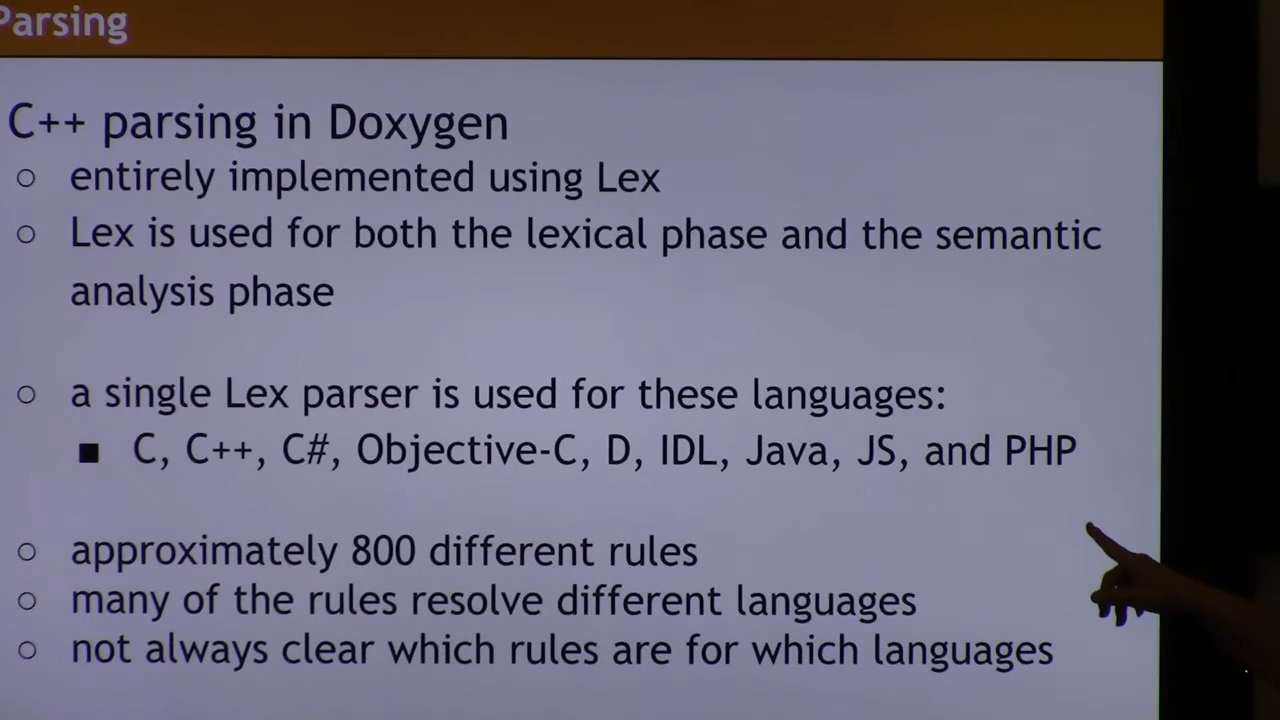 Parsing
C++ parsing in Doxygen
○ entirely implemented using Lex
○ Lex is used for both the lexical phase and the semantic
analysis phase
○ a single Lex parser is used for these languages:
■ C, C++, C#, Objective-C, D, IDL, Java, JS, and PHP
○ approximately 800 different rules
○ many of the rules resolve different languages
○ not always clear which rules are for which languages